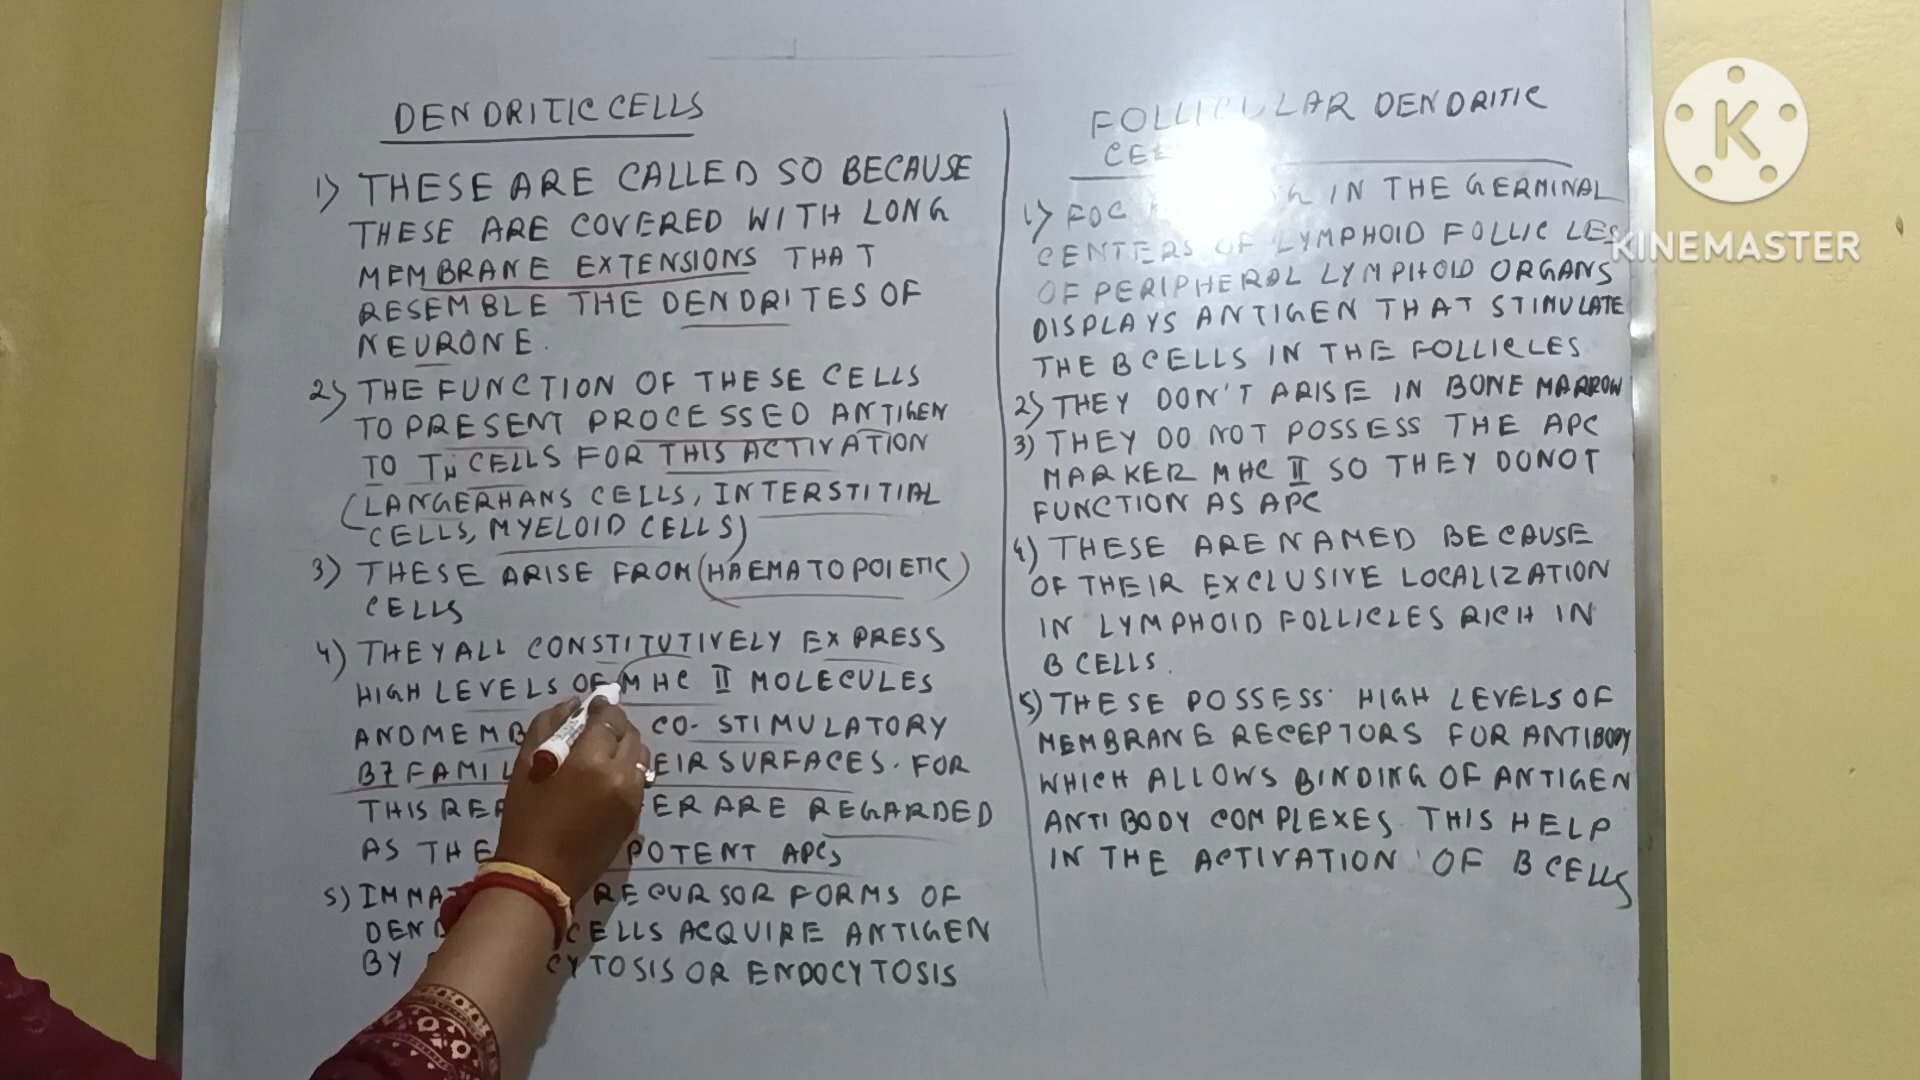 DENDRITIC CELLS
1) THESE ARE CALLED SO BECAUSE
THESE ARE COVERED WITH LONG
MEMBRANE EXTENSIONS THAT
RESEMBLE THE DENDRITES OF
NEURONE.
2) THE FUNCTION OF THESE CELLS
TO PRESENT PROCESSED ANTIGEN
TO TH CELLS FOR THIS ACTIVATION
(LANGERHANS CELLS, INTERSTITIAL
CELLS, MYELOID CELLS)
3) THESE ARISE FROM (HAEMATOPOIETIC)
CELLS
4) THEY ALL CONSTITUTIVELY EXPRESS
HIGH LEVELS OF MHC II MOLECULES
AND CO-STIMULATORY
B7 SURFACES. FOR
THIS ARE REGARDED
AS THE POTENT APCs
5) FORMS OF
CELLS ACQUIRE ANTIGEN
BY OR ENDOCYTOSIS
FOLLICULAR DENDRITIC
1) IN THE GERMINAL
CENTERS OF LYMPHOID FOLLICLES
OF PERIPHERAL LYMPHOID ORGANS
DISPLAYS ANTIGEN THAT STIMULATE
THE B CELLS IN THE FOLLICLES
2) THEY DON'T ARISE IN BONE MARROW
3) THEY DO NOT POSSESS THE APC
MARKER MHC II SO THEY DONOT
FUNCTION AS APC
4) THESE ARE NAMED BECAUSE
OF THEIR EXCLUSIVE LOCALIZATION
IN LYMPHOID FOLLICLES RICH IN
B CELLS.
5) THESE POSSESS HIGH LEVELS OF
MEMBRANE RECEPTORS FOR ANTIBODY
WHICH ALLOWS BINDING OF ANTIGEN
ANTIBODY COMPLEXES. THIS HELP
IN THE ACTIVATION OF B CELLS
K
KINEMASTER